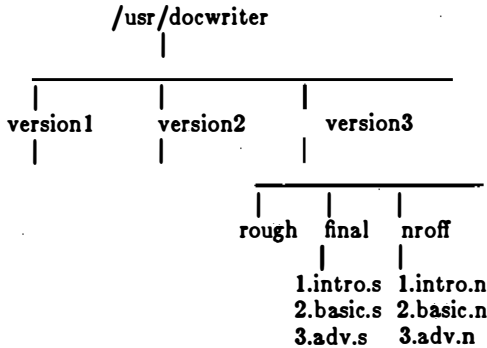 /usr/docwriter
version1 version2 version3
rough final nroff
1.intro.s 1.intro.n
2.basic.s 2.basic.n
3.adv.s 3.adv.n